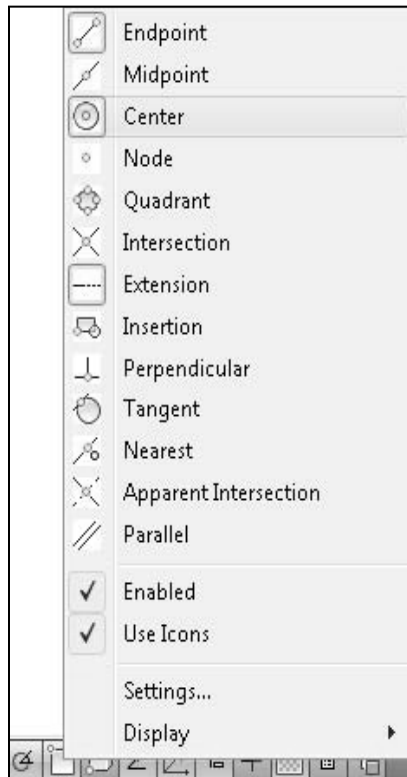 Endpoint
Midpoint
Center
Node
Quadrant
Intersection
Extension
Insertion
Perpendicular
Tangent
Nearest
Apparent Intersection
Parallel
Enabled
Use Icons
Settings...
Display